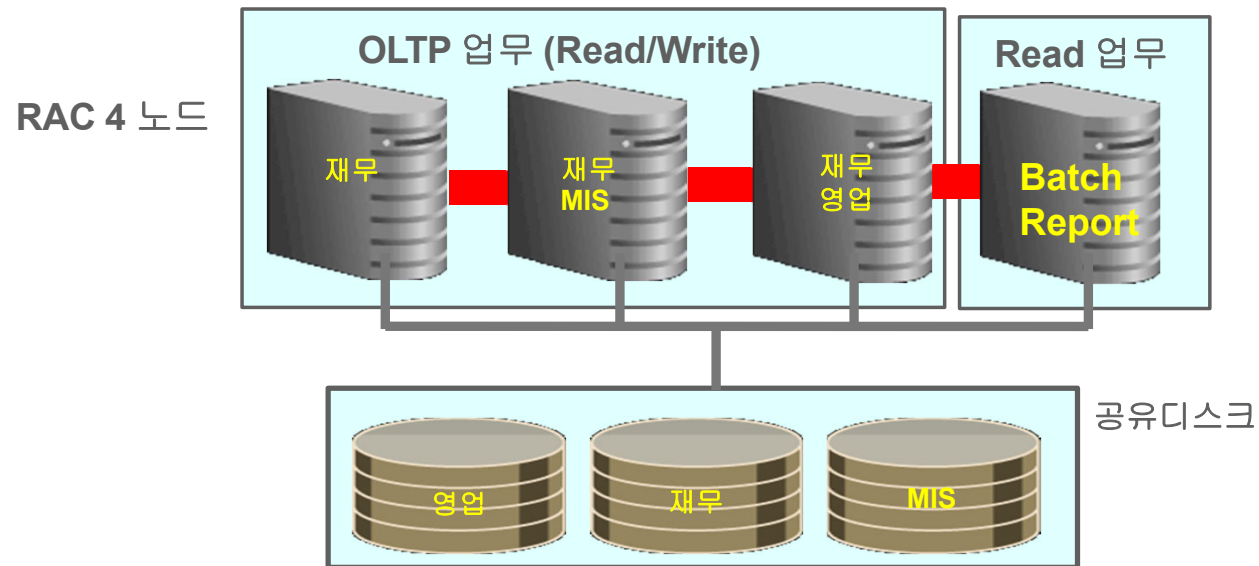 OLTP 업무 (Read/Write)
Read 업무
RAC 4 노드
재무
재무
MIS
재무
영업
Batch
Report
공유디스크
영업
재무
MIS